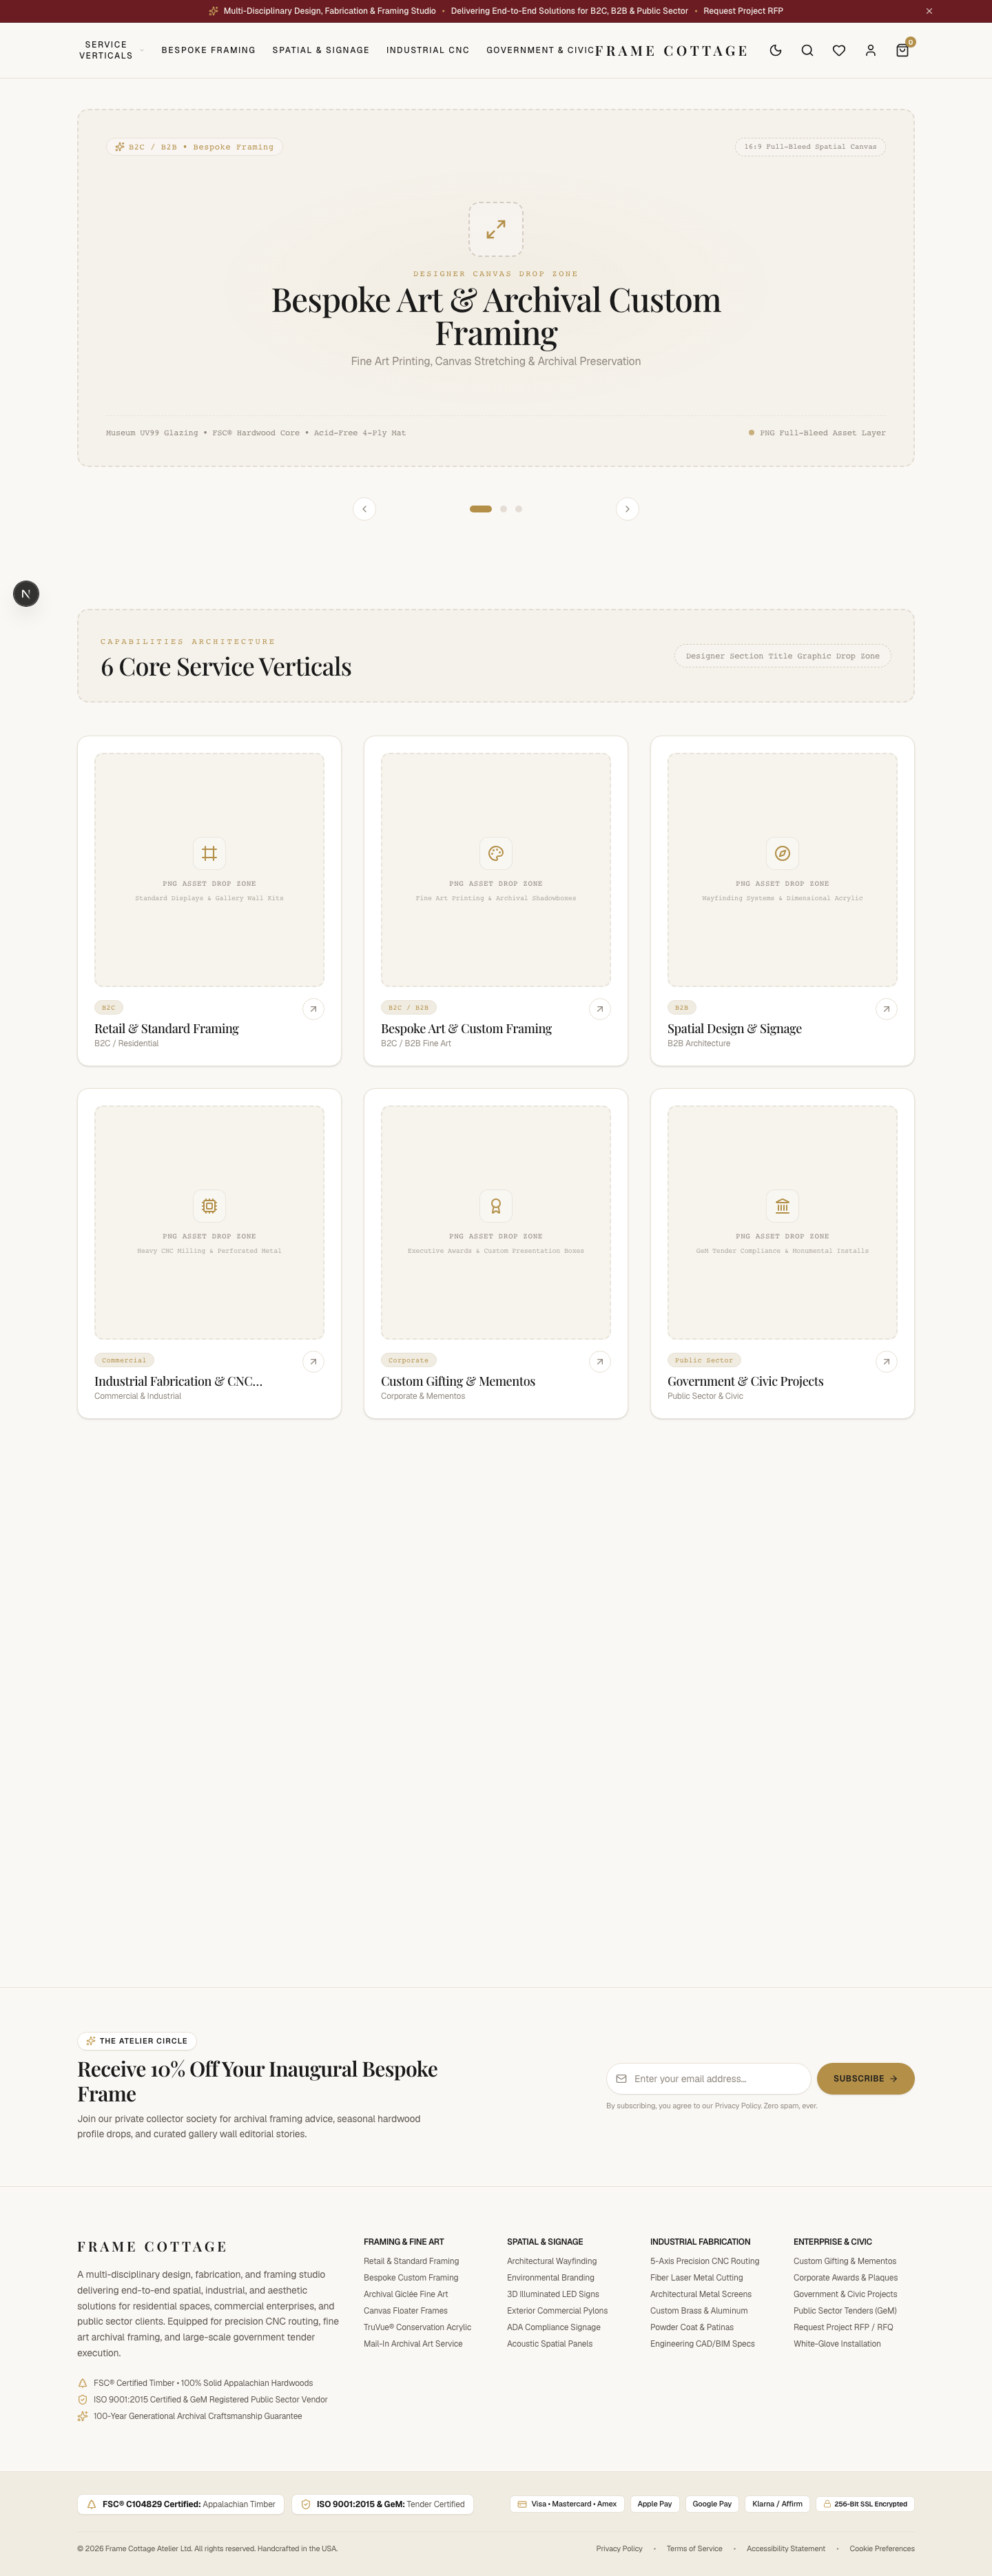 Multi-Disciplinary Design, Fabrication & Framing Studio • Delivering End-to-End Solutions for B2C, B2B & Public Sector • Request Project RFP
SERVICE
VERTICALS
BESPOKE FRAMING
SPATIAL & SIGNAGE
INDUSTRIAL CNC
GOVERNMENT & CIVIC
FRAME COTTAGE
0
B2C / B2B • Bespoke Framing
16:9 Full-Bleed Spatial Canvas
DESIGNER CANVAS DROP ZONE
Bespoke Art & Archival Custom
Framing
Fine Art Printing, Canvas Stretching & Archival Preservation
Museum UV99 Glazing • FSC® Hardwood Core • Acid-Free 4-Ply Mat
PNG Full-Bleed Asset Layer
N
CAPABILITIES ARCHITECTURE
6 Core Service Verticals
Designer Section Title Graphic Drop Zone
PNG ASSET DROP ZONE
Standard Displays & Gallery Wall Kits
B2C
Retail & Standard Framing
B2C / Residential
PNG ASSET DROP ZONE
Fine Art Printing & Archival Shadowboxes
B2C / B2B
Bespoke Art & Custom Framing
B2C / B2B Fine Art
PNG ASSET DROP ZONE
Wayfinding Systems & Dimensional Acrylic
B2B
Spatial Design & Signage
B2B Architecture
PNG ASSET DROP ZONE
Heavy CNC Milling & Perforated Metal
Commercial
Industrial Fabrication & CNC...
Commercial & Industrial
PNG ASSET DROP ZONE
Executive Awards & Custom Presentation Boxes
Corporate
Custom Gifting & Mementos
Corporate & Mementos
PNG ASSET DROP ZONE
GeM Tender Compliance & Monumental Installs
Public Sector
Government & Civic Projects
Public Sector & Civic
THE ATELIER CIRCLE
Receive 10% Off Your Inaugural Bespoke
Frame
Join our private collector society for archival framing advice, seasonal hardwood
profile drops, and curated gallery wall editorial stories.
Enter your email address...
SUBSCRIBE
By subscribing, you agree to our Privacy Policy. Zero spam, ever.
FRAME COTTAGE
A multi-disciplinary design, fabrication, and framing studio
delivering end-to-end spatial, industrial, and aesthetic
solutions for residential spaces, commercial enterprises, and
public sector clients. Equipped for precision CNC routing, fine
art archival framing, and large-scale government tender
execution.
FSC® Certified Timber • 100% Solid Appalachian Hardwoods
ISO 9001:2015 Certified & GeM Registered Public Sector Vendor
100-Year Generational Archival Craftsmanship Guarantee
FRAMING & FINE ART
Retail & Standard Framing
Bespoke Custom Framing
Archival Giclée Fine Art
Canvas Floater Frames
TruVue® Conservation Acrylic
Mail-In Archival Art Service
SPATIAL & SIGNAGE
Architectural Wayfinding
Environmental Branding
3D Illuminated LED Signs
Exterior Commercial Pylons
ADA Compliance Signage
Acoustic Spatial Panels
INDUSTRIAL FABRICATION
5-Axis Precision CNC Routing
Fiber Laser Metal Cutting
Architectural Metal Screens
Custom Brass & Aluminum
Powder Coat & Patinas
Engineering CAD/BIM Specs
ENTERPRISE & CIVIC
Custom Gifting & Mementos
Corporate Awards & Plaques
Government & Civic Projects
Public Sector Tenders (GeM)
Request Project RFP / RFQ
White-Glove Installation
FSC® C104829 Certified: Appalachian Timber
ISO 9001:2015 & GeM: Tender Certified
Visa • Mastercard • Amex
Apple Pay
Google Pay
Klarna / Affirm
256-Bit SSL Encrypted
© 2026 Frame Cottage Atelier Ltd. All rights reserved. Handcrafted in the USA.
Privacy Policy • Terms of Service • Accessibility Statement • Cookie Preferences